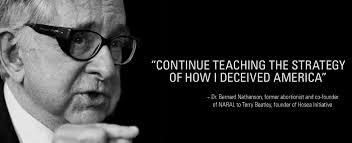 “CONTINUE TEACHING THE STRATEGY
OF HOW I DECEIVED AMERICA”
– Dr. Bernard Nathanson, former abortionist and co-founder
of NARAL to Terry Beatley, founder of Hosea Initiative